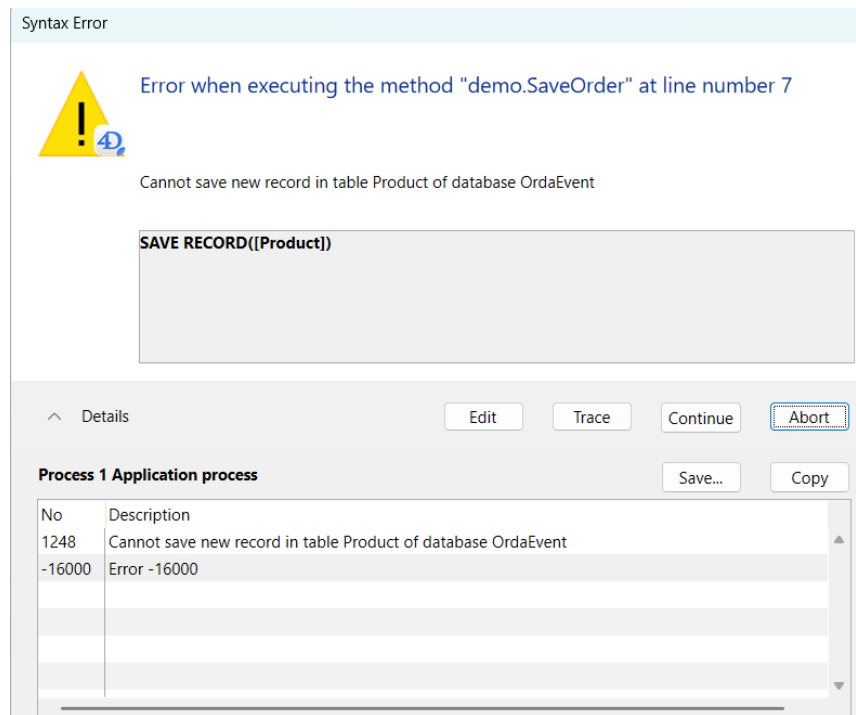 Syntax Error
Error when executing the method "demo.SaveOrder" at line number 7
4D
Cannot save new record in table Product of database OrdaEvent
SAVE RECORD([Product])
Details
Edit
Trace
Continue
Abort
Process 1 Application process
Save...
Copy
No Description
1248 Cannot save new record in table Product of database OrdaEvent
-16000 Error -16000